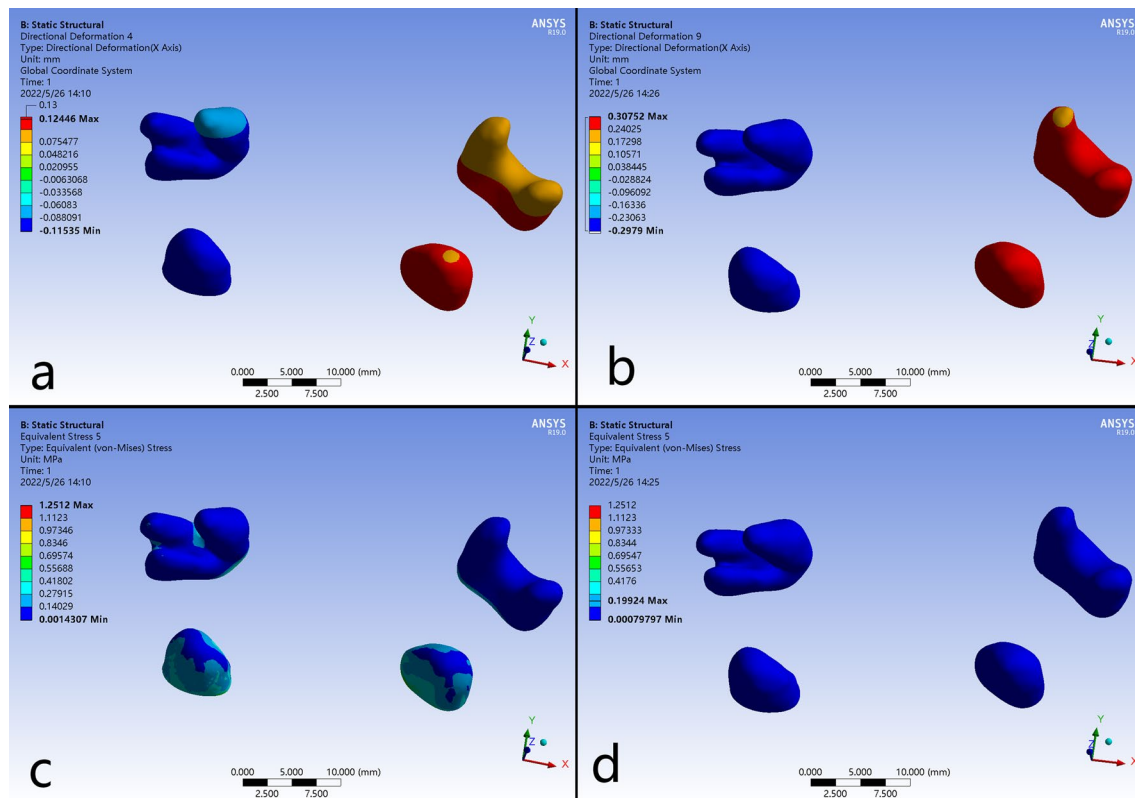 B: Static Structural
Directional Deformation 4
Type: Directional Deformation(X Axis)
Unit: mm
Global Coordinate System
Time: 1
2022/5/26 14:10
0.13
0.12446 Max
0.075477
0.048216
0.020955
-0.0063068
-0.033568
-0.06083
-0.088091
-0.11535 Min
ANSYS
R19.0
Y
Z
X
0.000 5.000 10.000 (mm)
2.500 7.500
a
B: Static Structural
Directional Deformation 9
Type: Directional Deformation(X Axis)
Unit: mm
Global Coordinate System
Time: 1
2022/5/26 14:26
0.30752 Max
0.24025
0.17298
0.10571
0.038445
-0.028824
-0.096092
-0.16336
-0.23063
-0.2979 Min
ANSYS
R19.0
Y
Z
X
0.000 5.000 10.000 (mm)
2.500 7.500
b
B: Static Structural
Equivalent Stress 5
Type: Equivalent (von-Mises) Stress
Unit: MPa
Time: 1
2022/5/26 14:10
1.2512 Max
1.1123
0.97346
0.8346
0.69574
0.55688
0.41802
0.27915
0.14029
0.0014307 Min
ANSYS
R19.0
Y
Z
X
0.000 5.000 10.000 (mm)
2.500 7.500
c
B: Static Structural
Equivalent Stress 5
Type: Equivalent (von-Mises) Stress
Unit: MPa
Time: 1
2022/5/26 14:25
1.2512
1.1123
0.97333
0.8344
0.69547
0.55653
0.4176
0.19924 Max
0.00079797 Min
ANSYS
R19.0
Y
Z
X
0.000 5.000 10.000 (mm)
2.500 7.500
d